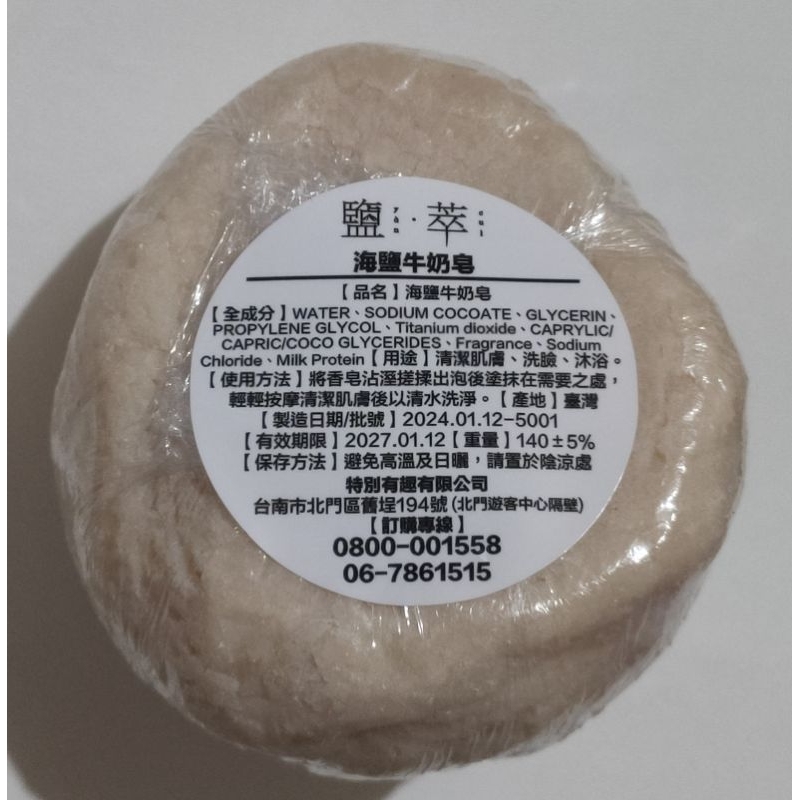 鹽 yán · 萃 cuì
海鹽牛奶皂
【品名】海鹽牛奶皂
【全成分】WATER、SODIUM COCOATE、GLYCERIN、
PROPYLENE GLYCOL、Titanium dioxide、CAPRYLIC/
CAPRIC/COCO GLYCERIDES、Fragrance、Sodium
Chloride、Milk Protein【用途】清潔肌膚、洗臉、沐浴。
【使用方法】將香皂沾溼搓揉出泡後塗抹在需要之處，
輕輕按摩清潔肌膚後以清水洗淨。【產地】臺灣
【製造日期/批號】2024.01.12-5001
【有效期限】2027.01.12【重量】140±5%
【保存方法】避免高溫及日曬，請置於陰涼處
特別有趣有限公司
台南市北門區舊埕194號(北門遊客中心隔壁)
【訂購專線】
0800-001558
06-7861515